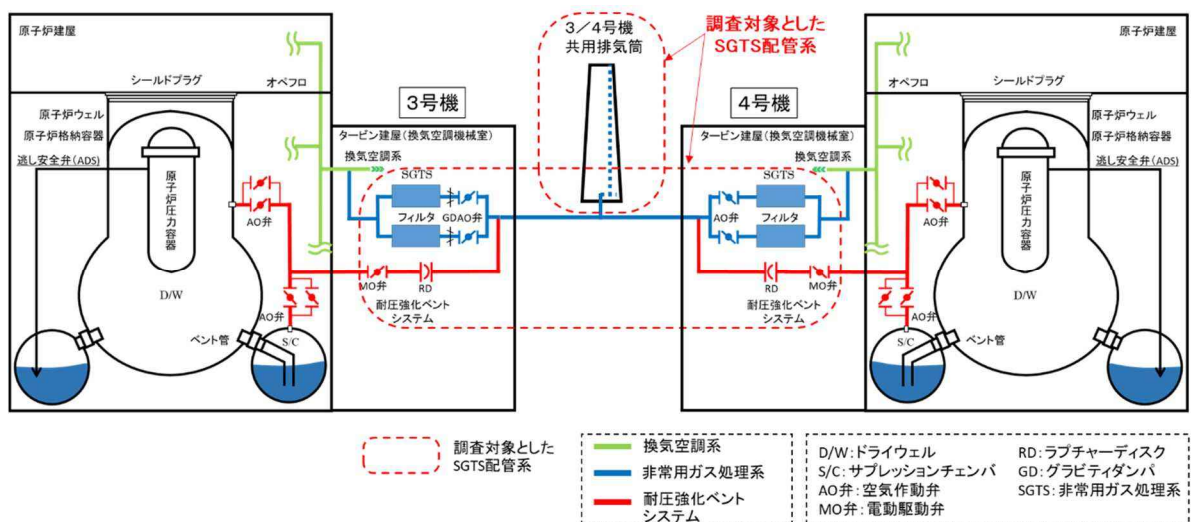 原子炉建屋
シールドプラグ
オペフロ
原子炉ウェル
原子炉格納容器
逃し安全弁(ADS)
原子炉圧力容器
AO弁
D/W
AO弁
S/C
ベント管
3号機
タービン建屋(換気空調機械室)
換気空調系
SGTS
フィルタ
GD
AO弁
MO弁
RD
耐圧強化ベント
システム
3/4号機
共用排気筒
調査対象とした
SGTS配管系
4号機
タービン建屋(換気空調機械室)
換気空調系
SGTS
AO弁
フィルタ
RD
MO弁
耐圧強化ベント
システム
原子炉建屋
オペフロ
シールドプラグ
原子炉ウェル
原子炉格納容器
逃し安全弁(ADS)
原子炉圧力容器
AO弁
D/W
AO弁
S/C
ベント管
調査対象とした
SGTS配管系
換気空調系
非常用ガス処理系
耐圧強化ベント
システム
D/W:ドライウェル
S/C:サプレッションチェンバ
AO弁:空気作動弁
MO弁:電動駆動弁
RD:ラプチャーディスク
GD:グラビティダンパ
SGTS:非常用ガス処理系